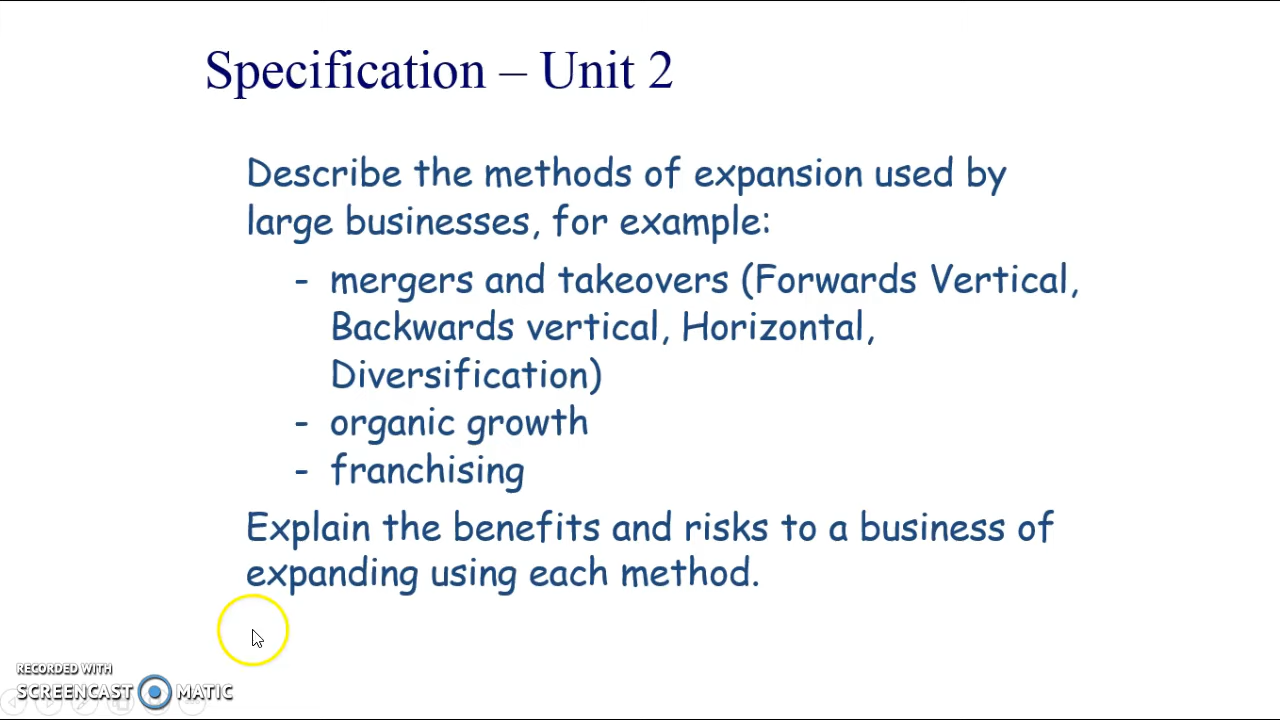 Specification – Unit 2
Describe the methods of expansion used by
large businesses, for example:
- mergers and takeovers (Forwards Vertical,
Backwards vertical, Horizontal,
Diversification)
- organic growth
- franchising
Explain the benefits and risks to a business of
expanding using each method.
RECORDED WITH
SCREENCAST MATIC